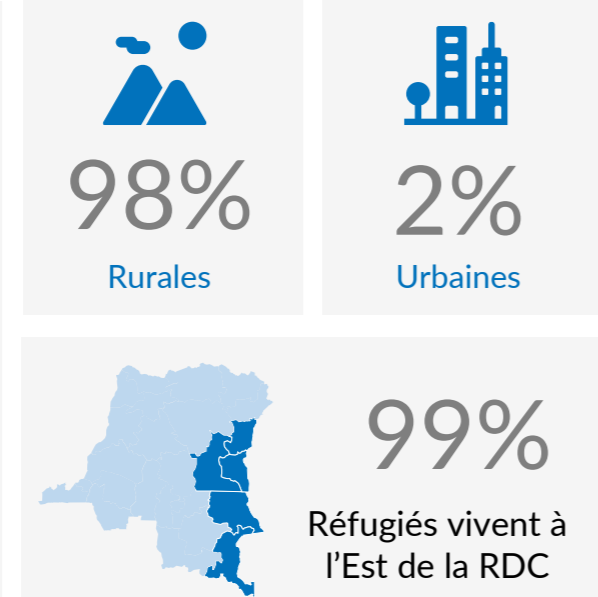 98%
Rurales
2%
Urbaines
99%
Réfugiés vivent à
l'Est de la RDC